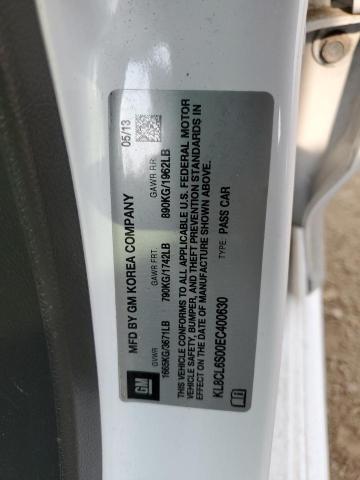 MFD BY GM KOREA COMPANY 05/13
GVWR GAWR FRT. GAWR RR.
1665KG/3671LB 790KG/1742LB 890KG/1962LB
GM
THIS VEHICLE CONFORMS TO ALL APPLICABLE U.S. FEDERAL MOTOR
VEHICLE SAFETY, BUMPER, AND THEFT PREVENTION STANDARDS IN
EFFECT ON THE DATE OF MANUFACTURE SHOWN ABOVE.
KL8CL6S00EC400630 TYPE: PASS CAR